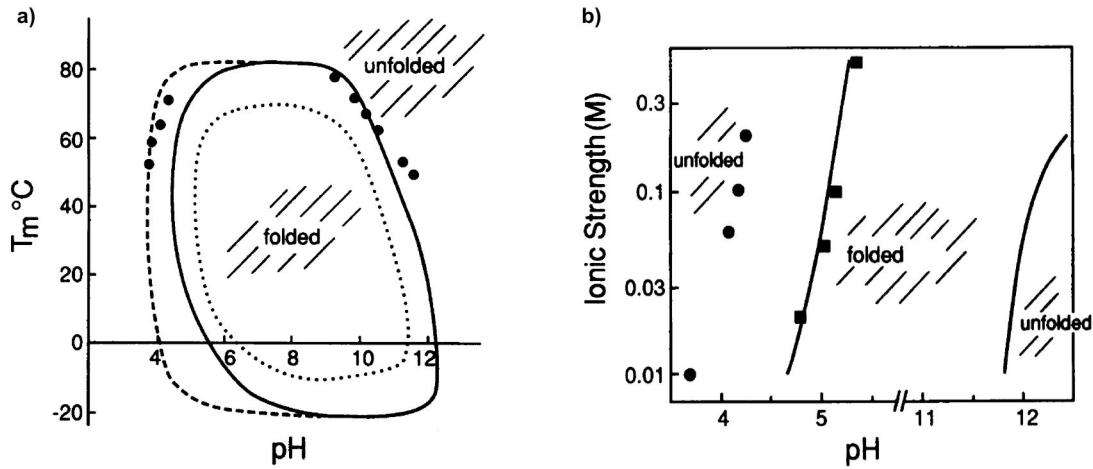 a)
80
60
40
20
0
-20
4
6
8
10
12
Tm °C
pH
unfolded
folded
b)
0.3
0.1
0.03
0.01
4
5
11
12
Ionic Strength (M)
pH
unfolded
folded
unfolded